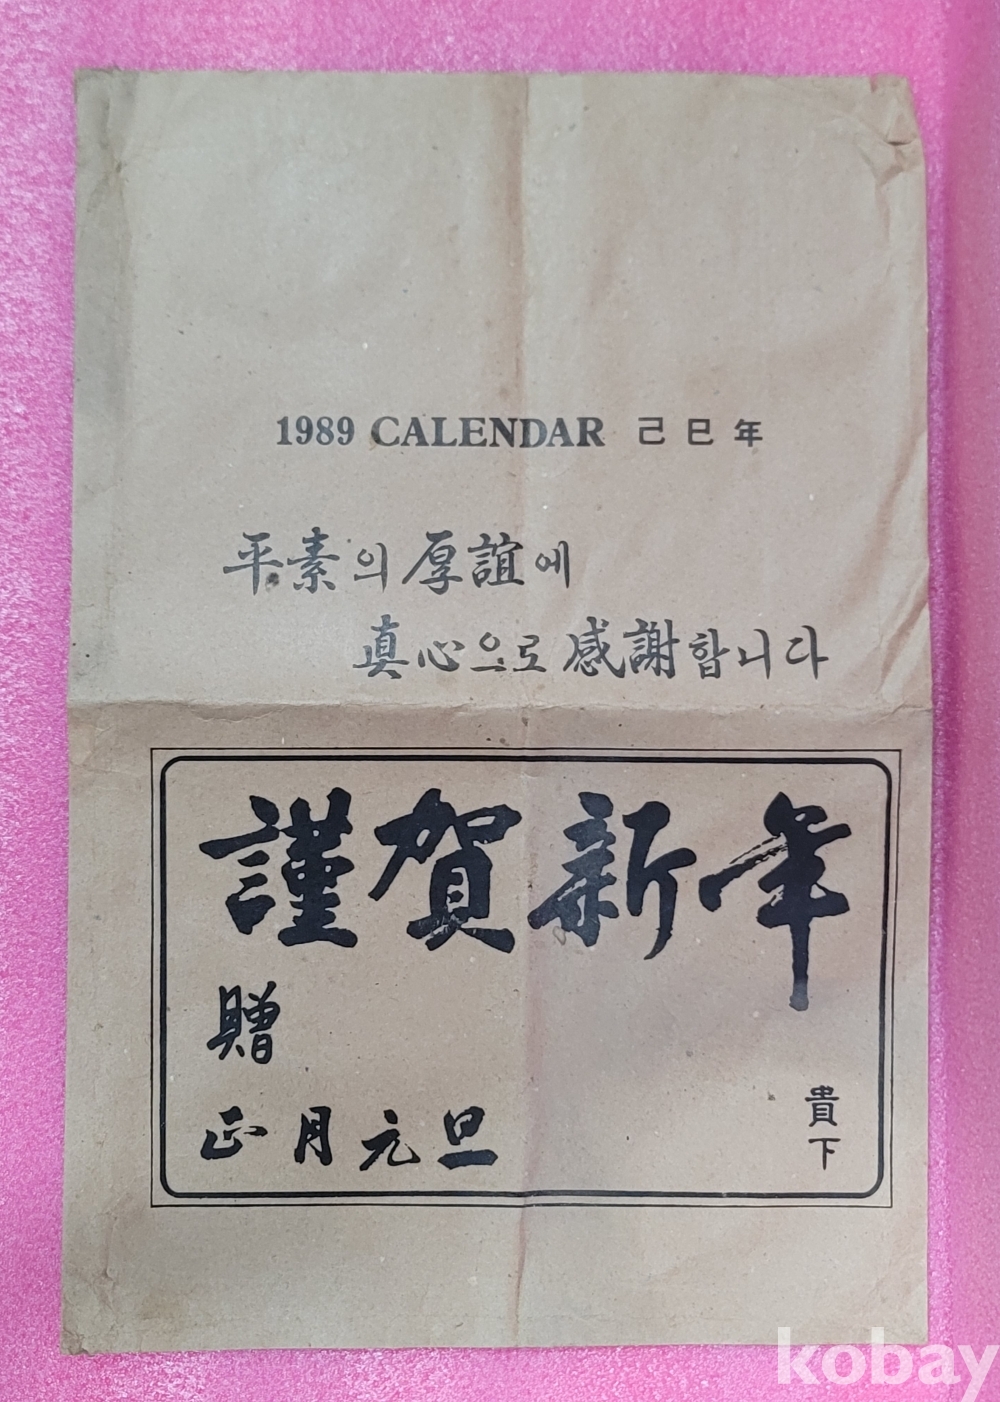 1989 CALENDAR 己巳年
平素의 厚誼에
眞心으로 感謝합니다
謹賀新年
贈
正月元旦
貴下
kobay